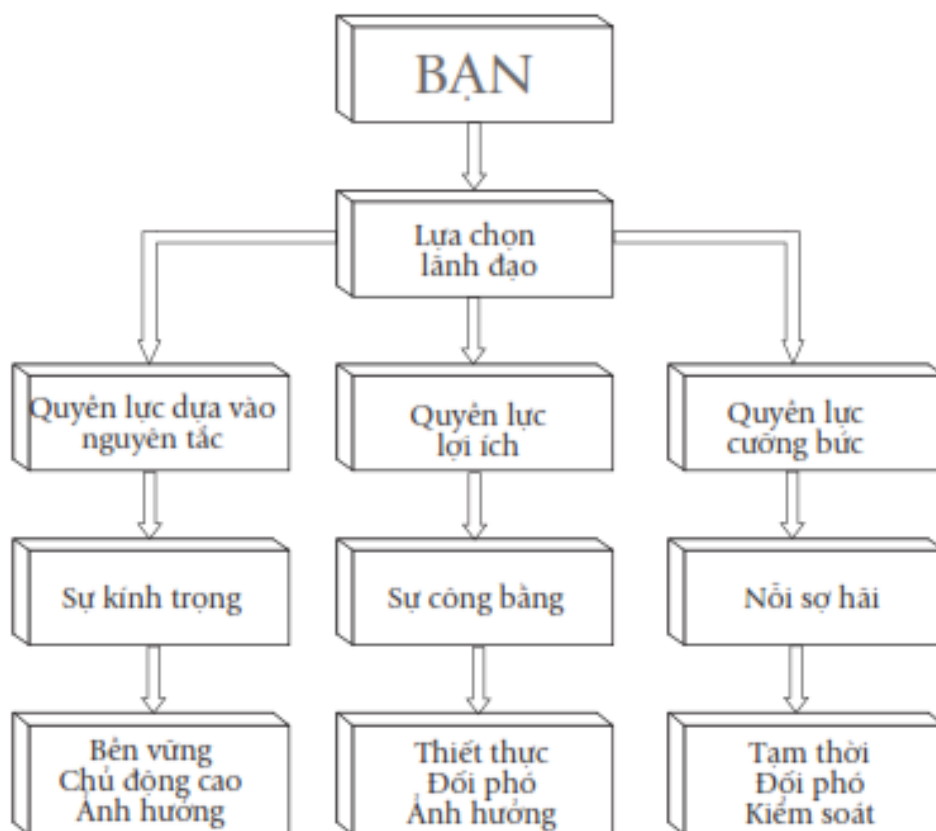 BẠN
Lựa chọn
lãnh đạo
Quyền lực dựa vào
nguyên tắc
Quyền lực
lợi ích
Quyền lực
cưỡng bức
Sự kính trọng
Sự công bằng
Nỗi sợ hãi
Bền vững
Chủ động cao
Ảnh hưởng
Thiết thực
Đối phó
Ảnh hưởng
Tạm thời
Đối phó
Kiểm soát